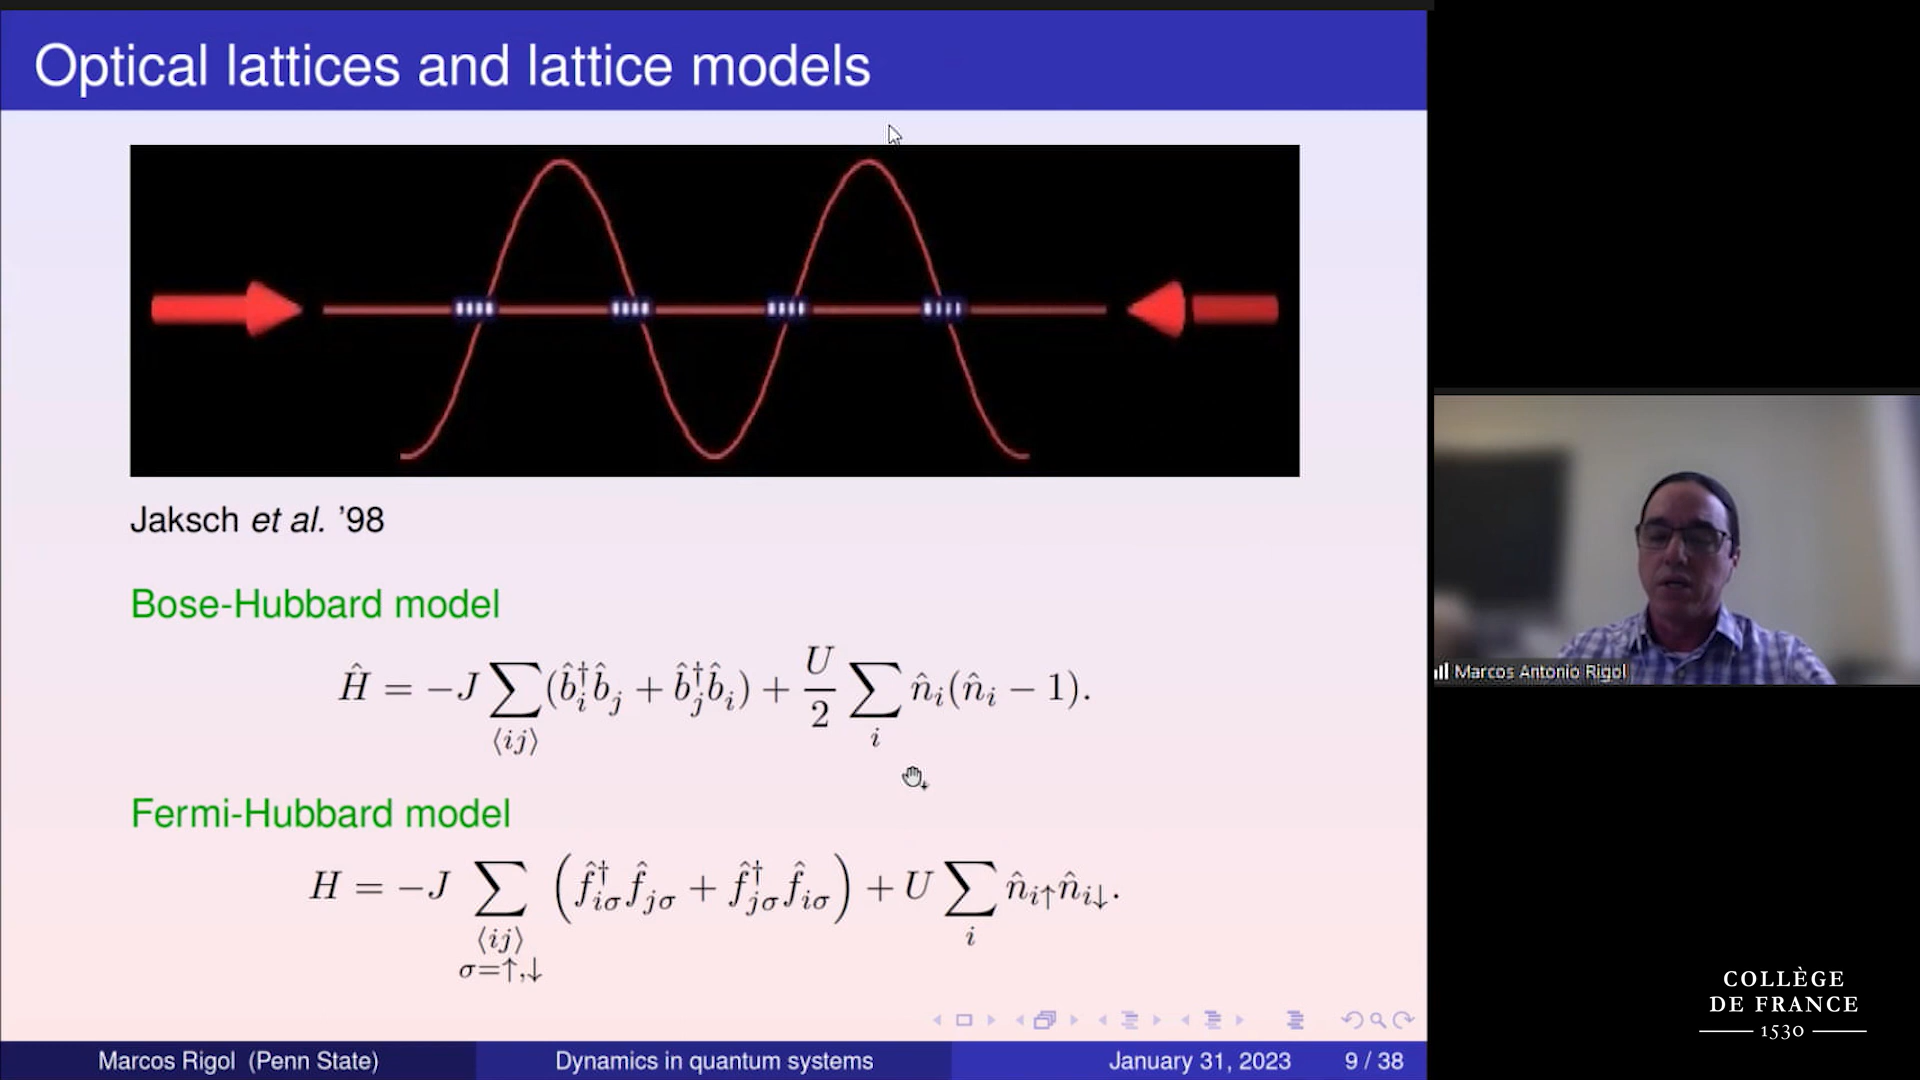 Optical lattices and lattice models
Jaksch et al. ’98
Bose-Hubbard model
Ĥ = −J ∑⟨ij⟩ (b̂†ᵢ b̂ⱼ + b̂†ⱼ b̂ᵢ) + U/2 ∑ᵢ n̂ᵢ(n̂ᵢ − 1).
Fermi-Hubbard model
H = −J ∑⟨ij⟩ σ=↑,↓ (f̂†iσ f̂jσ + f̂†jσ f̂iσ) + U ∑ᵢ n̂i↑ n̂i↓.
Marcos Rigol (Penn State) Dynamics in quantum systems January 31, 2023 9 / 38
Marcos Antonio Rigol
COLLÈGE
DE FRANCE
1530